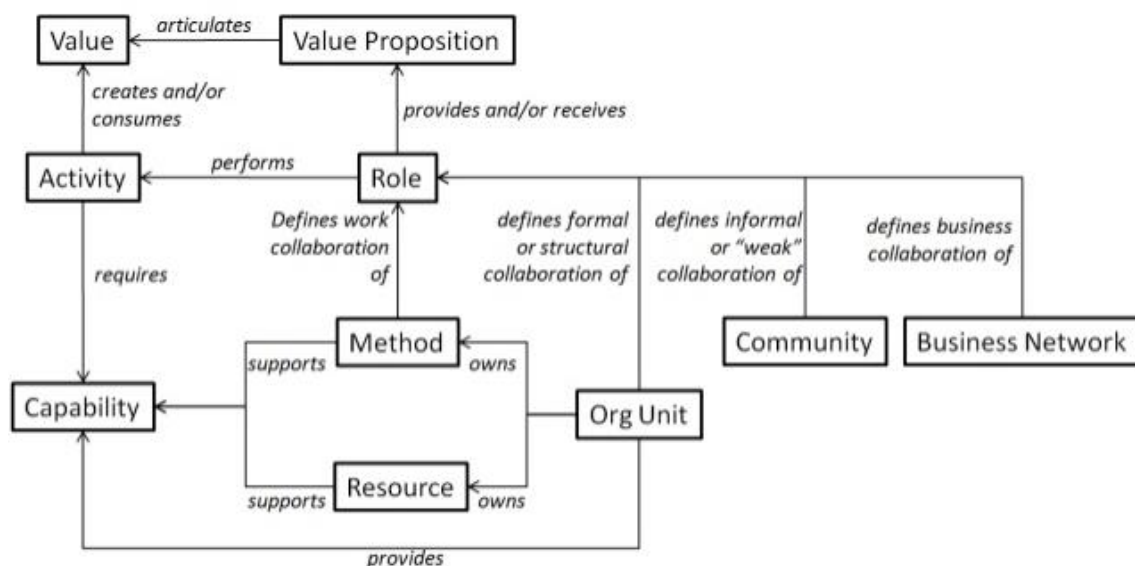 Value
articulates
Value Proposition
creates and/or
consumes
provides and/or receives
Activity
performs
Role
Defines work
collaboration
of
defines formal
or structural
collaboration of
defines informal
or “weak”
collaboration of
defines business
collaboration of
requires
Method
Community
Business Network
supports
owns
Capability
Org Unit
Resource
supports
owns
provides